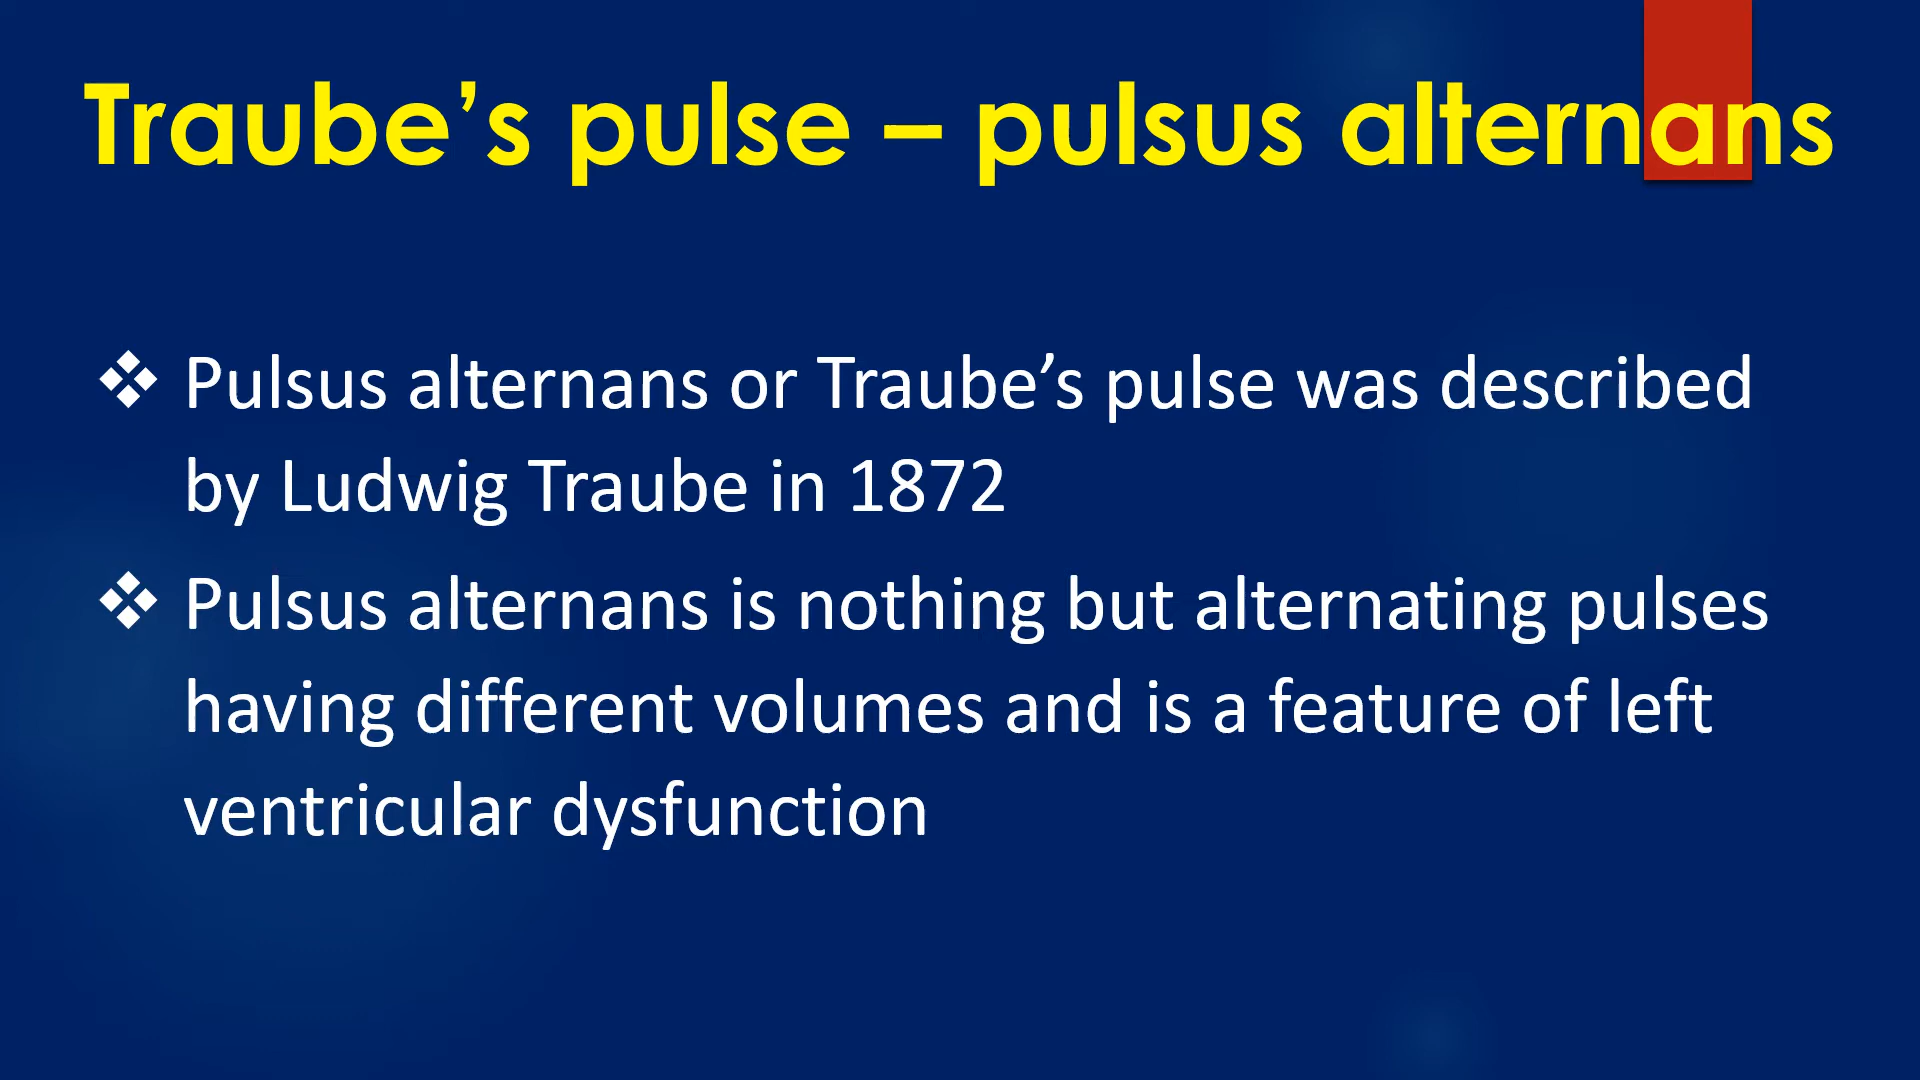 Traube’s pulse – pulsus alternans
❖ Pulsus alternans or Traube’s pulse was described
by Ludwig Traube in 1872
❖ Pulsus alternans is nothing but alternating pulses
having different volumes and is a feature of left
ventricular dysfunction